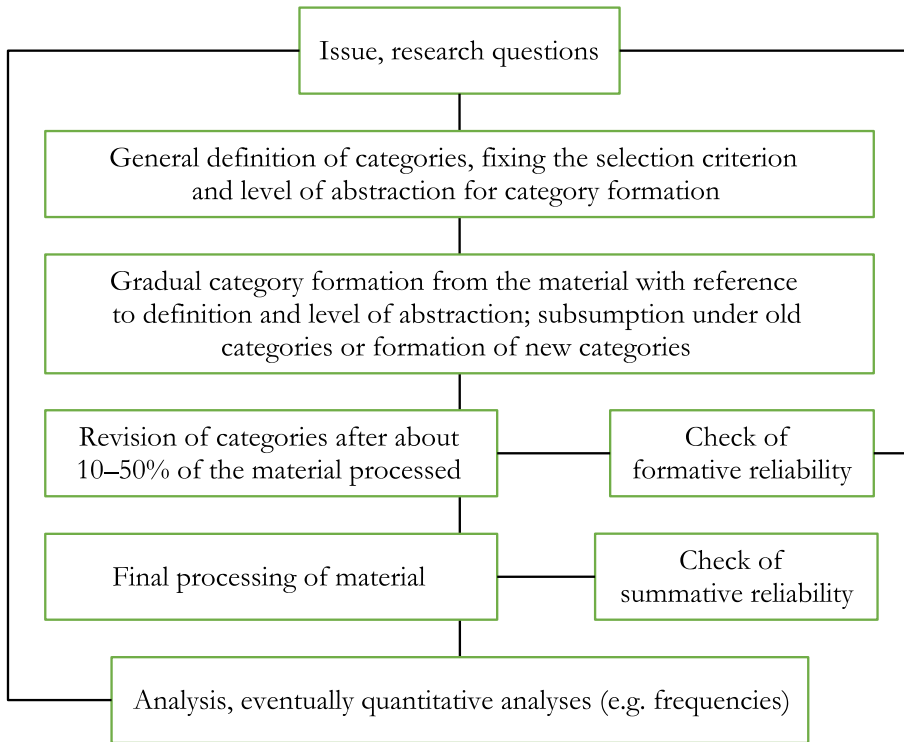 Issue, research questions
General definition of categories, fixing the selection criterion
and level of abstraction for category formation
Gradual category formation from the material with reference
to definition and level of abstraction; subsumption under old
categories or formation of new categories
Revision of categories after about
10–50% of the material processed
Check of
formative reliability
Final processing of material
Check of
summative reliability
Analysis, eventually quantitative analyses (e.g. frequencies)